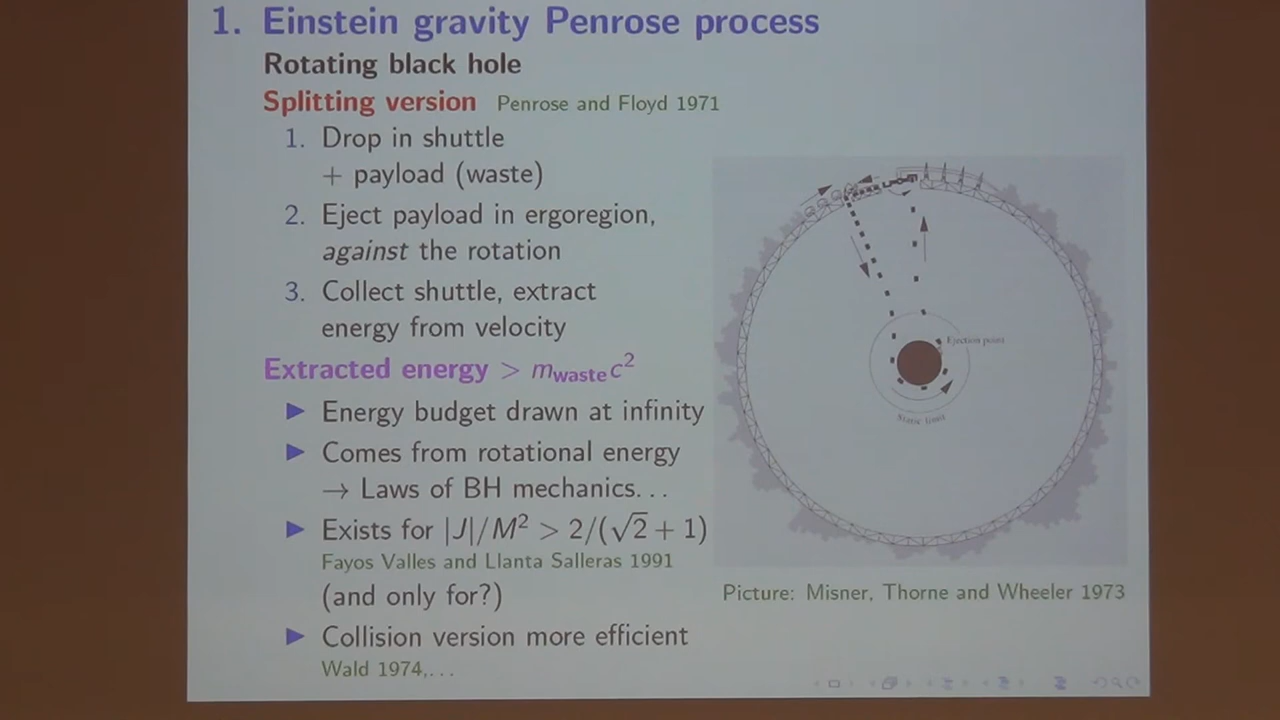 1. Einstein gravity Penrose process
Rotating black hole
Splitting version Penrose and Floyd 1971
1. Drop in shuttle
+ payload (waste)
2. Eject payload in ergoregion,
against the rotation
3. Collect shuttle, extract
energy from velocity
Extracted energy > m_waste c²
► Energy budget drawn at infinity
► Comes from rotational energy
→ Laws of BH mechanics...
► Exists for |J|/M² > 2/(√2 + 1)
Fayos Valles and Llanta Salleras 1991
(and only for?)
► Collision version more efficient
Wald 1974,...
Ejection point
Static limit
Picture: Misner, Thorne and Wheeler 1973